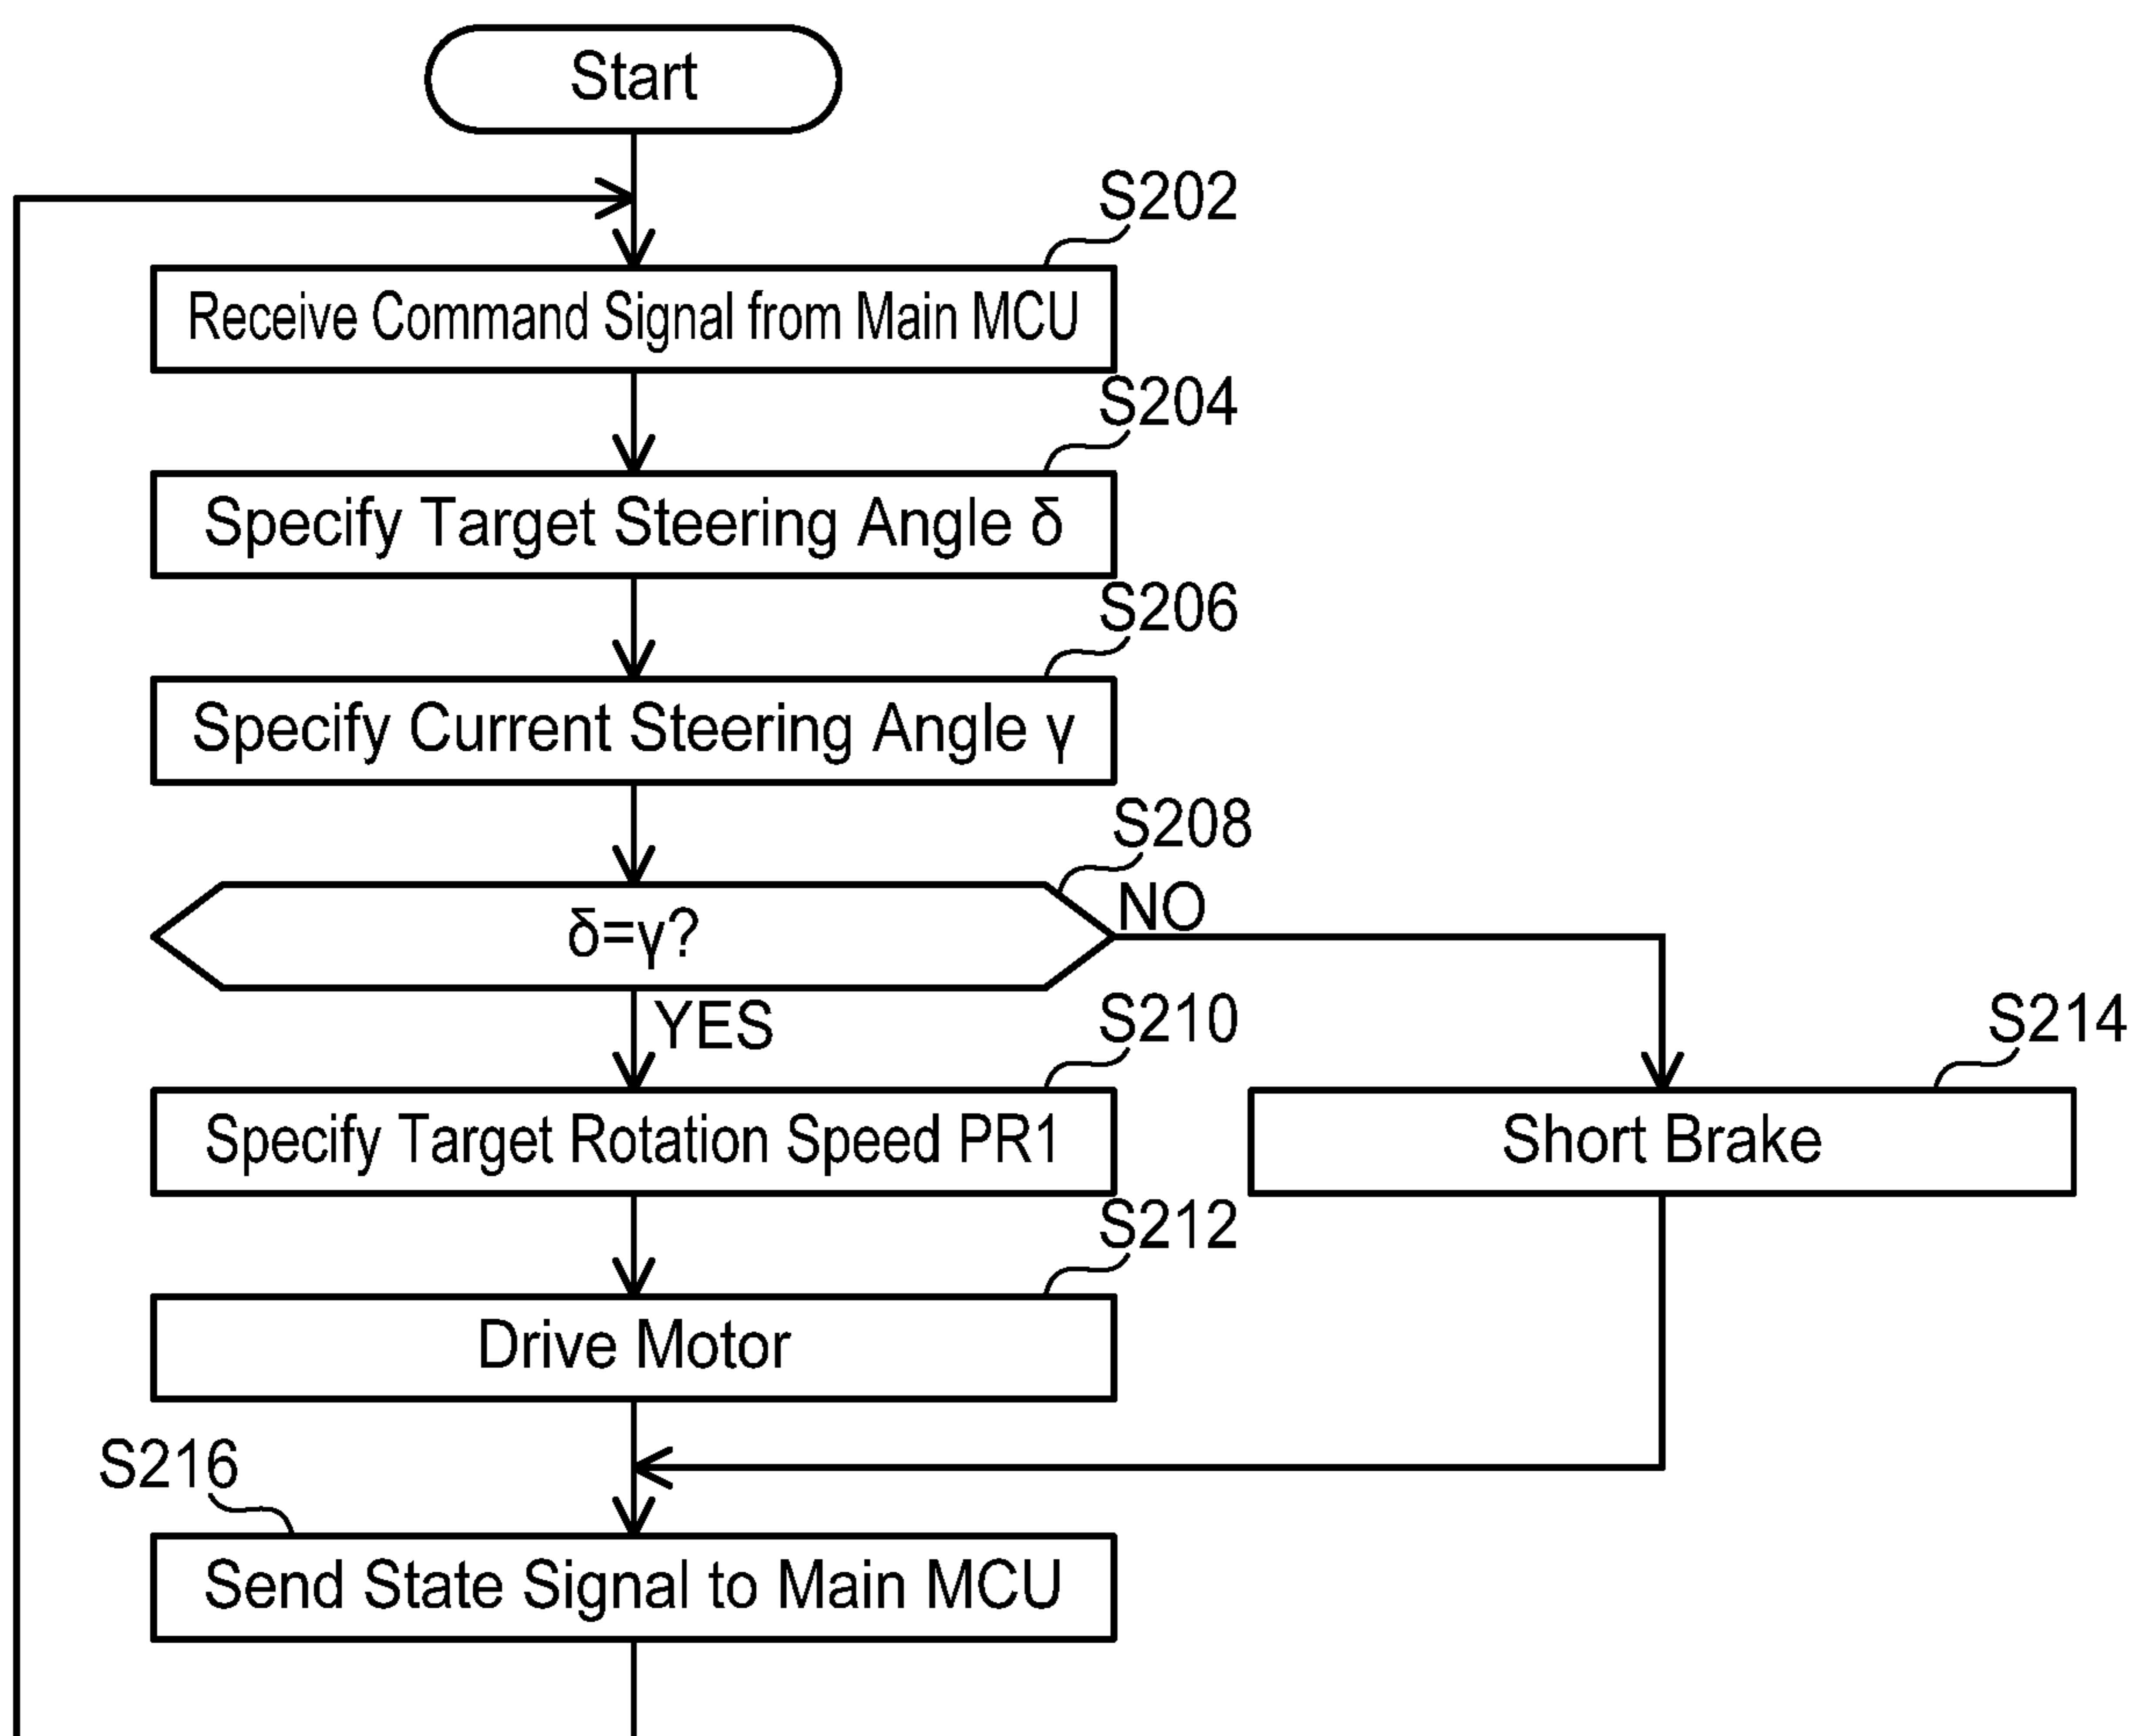 Start
S202
Receive Command Signal from Main MCU
S204
Specify Target Steering Angle δ
S206
Specify Current Steering Angle γ
S208
δ=γ?
NO
YES
S210
Specify Target Rotation Speed PR1
S214
Short Brake
S212
Drive Motor
S216
Send State Signal to Main MCU